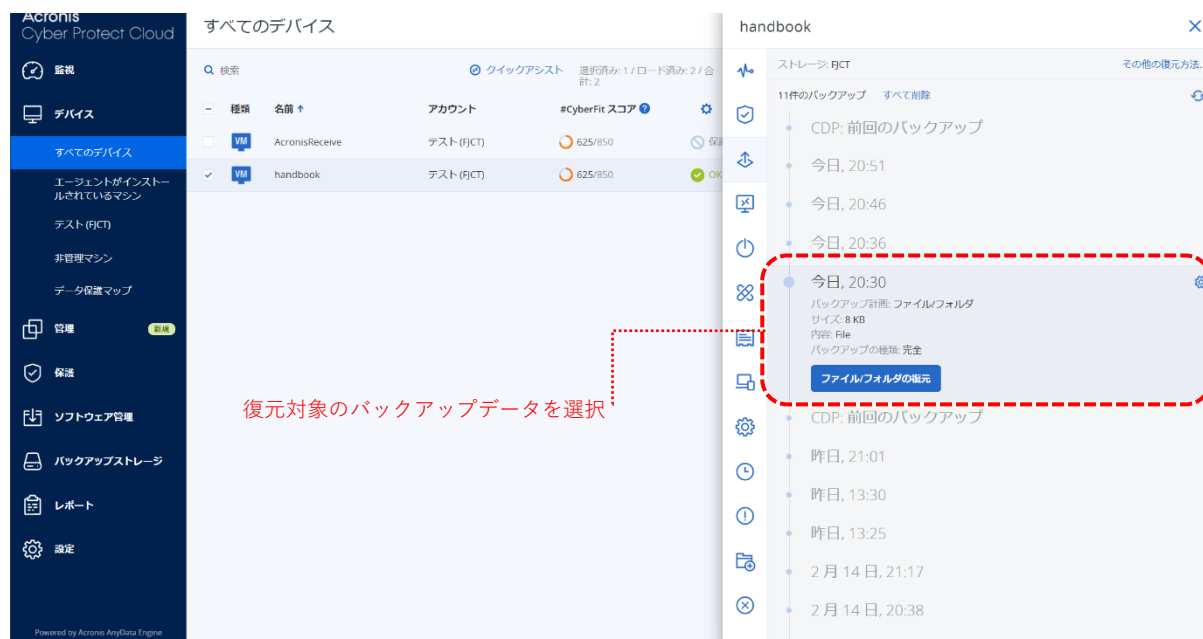 Acronis
Cyber Protect Cloud
監視
デバイス
すべてのデバイス
エージェントがインストー
ルされているマシン
テスト (FJCT)
非管理マシン
データ保護マップ
管理
新規
保護
ソフトウェア管理
バックアップストレージ
レポート
設定
Powered by Acronis AnyData Engine
すべてのデバイス
検索
クイックアシスト
選択済み: 1 / ロード済み: 2 / 合
計: 2
種類 名前 ↑ アカウント #CyberFit スコア
VM AcronisReceive テスト (FJCT) 625/850 保護
VM handbook テスト (FJCT) 625/850 OK
復元対象のバックアップデータを選択
handbook
ストレージ: FJCT その他の復元方法...
11件のバックアップ すべて削除
CDP: 前回のバックアップ
今日, 20:51
今日, 20:46
今日, 20:36
今日, 20:30
バックアップ計画: ファイル/フォルダ
サイズ: 8 KB
内容: File
バックアップの種類: 完全
ファイル/フォルダの復元
CDP: 前回のバックアップ
昨日, 21:01
昨日, 13:30
昨日, 13:25
2 月 14 日, 21:17
2 月 14 日, 20:38